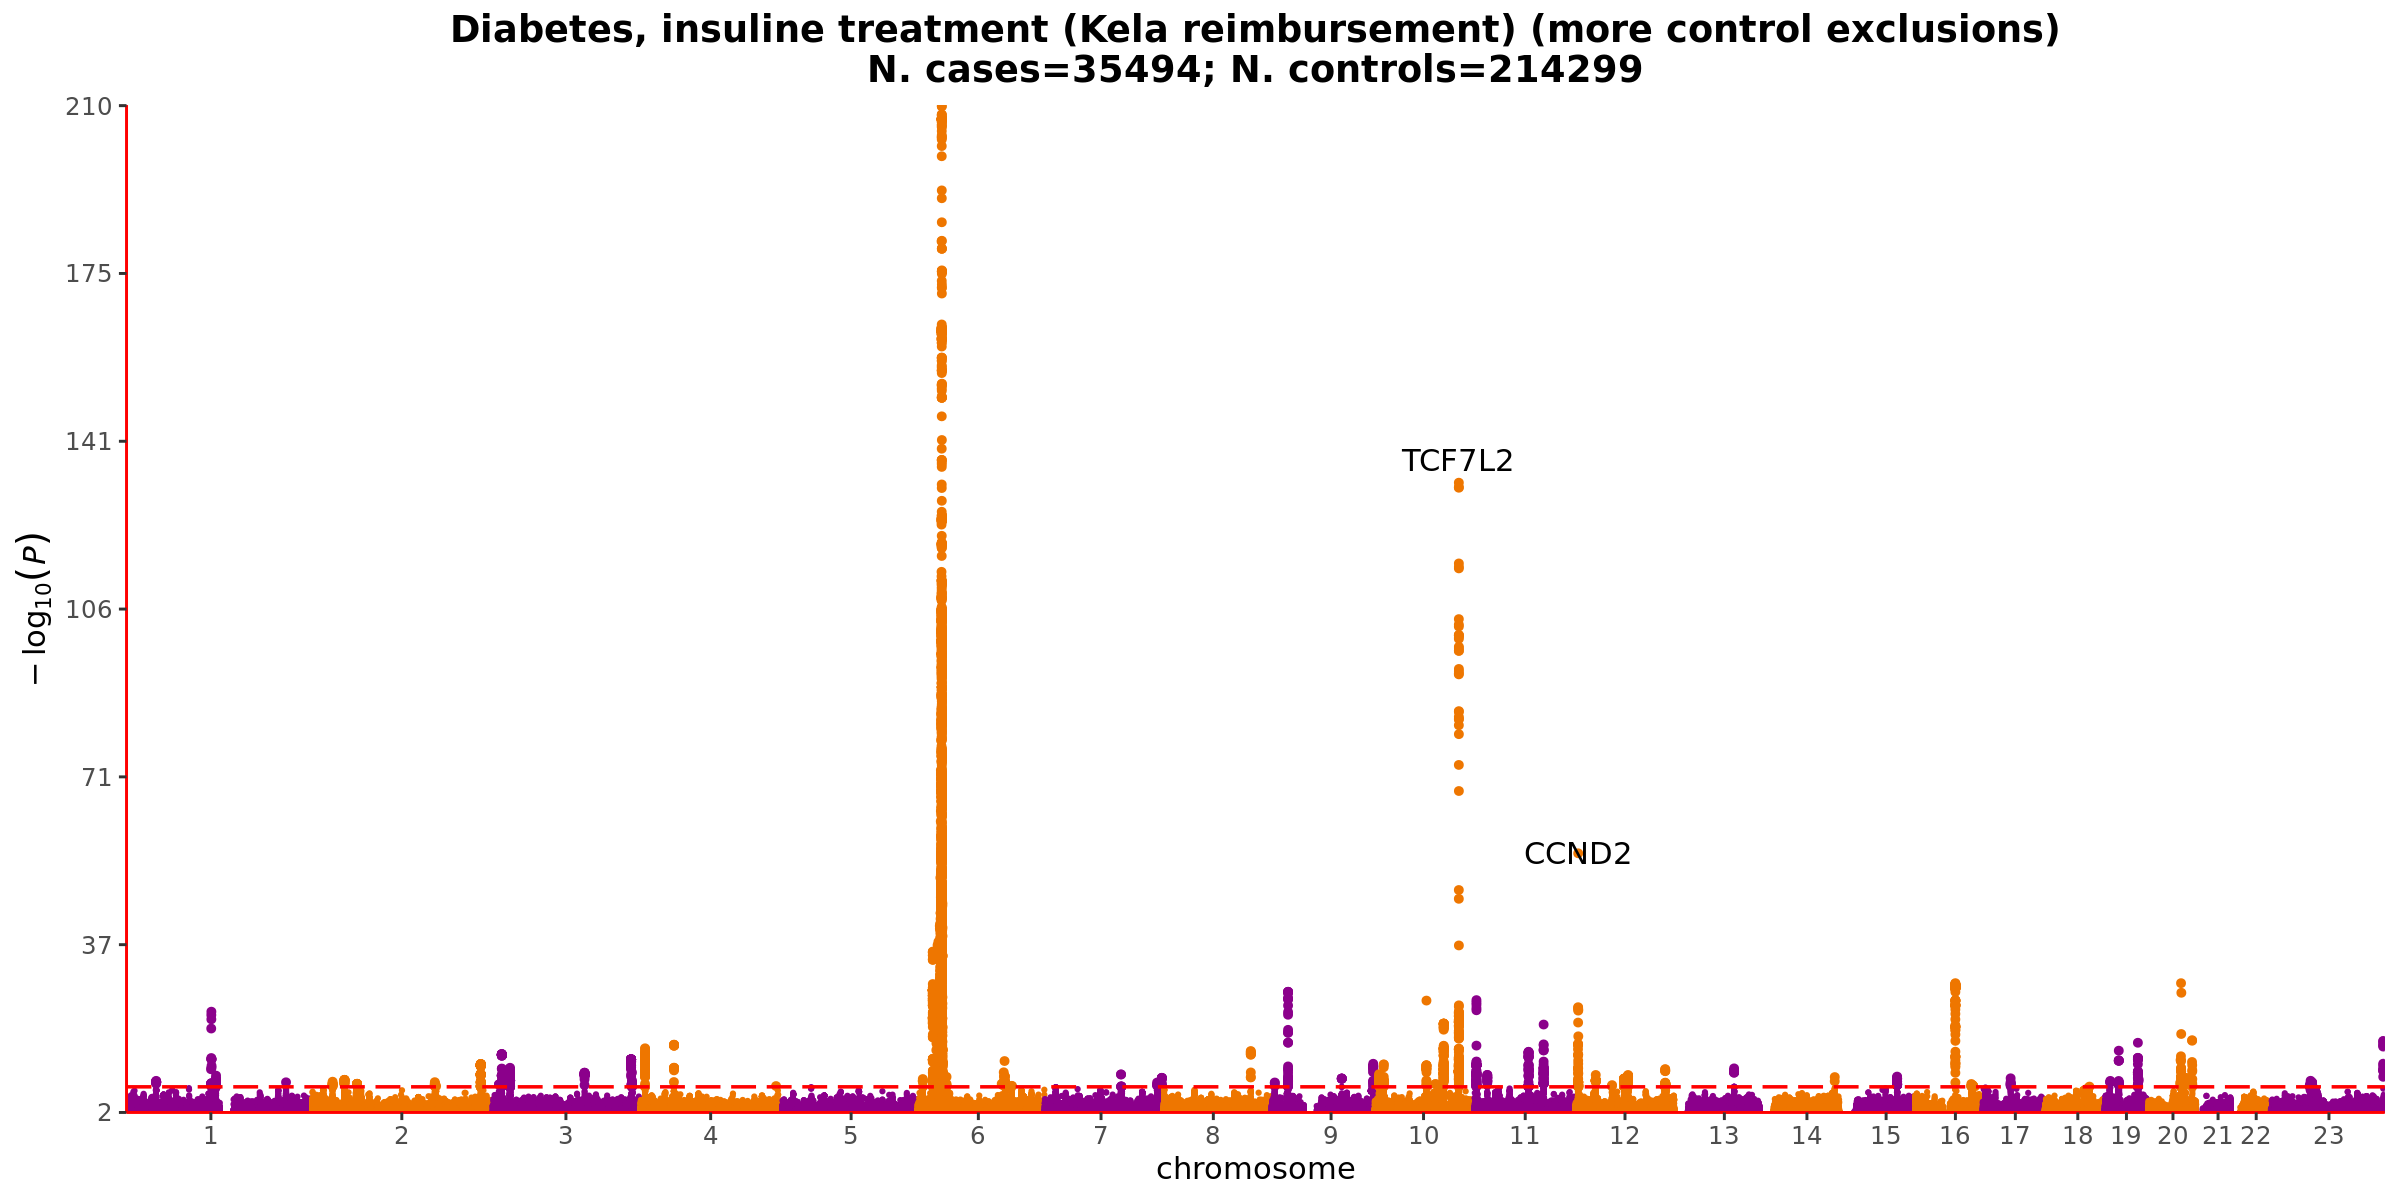 Diabetes, insuline treatment (Kela reimbursement) (more control exclusions)
N. cases=35494; N. controls=214299
210
175
141
106
71
37
2
−log10(P)
TCF7L2
CCND2
1 2 3 4 5 6 7 8 9 10 11 12 13 14 15 16 17 18 19 20 21 22 23
chromosome